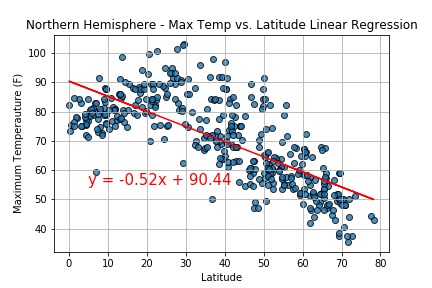 Northern Hemisphere - Max Temp vs. Latitude Linear Regression
Maximum Temperauture (F)
100
90
80
70
60
50
40
y = -0.52x + 90.44
0 10 20 30 40 50 60 70 80
Latitude